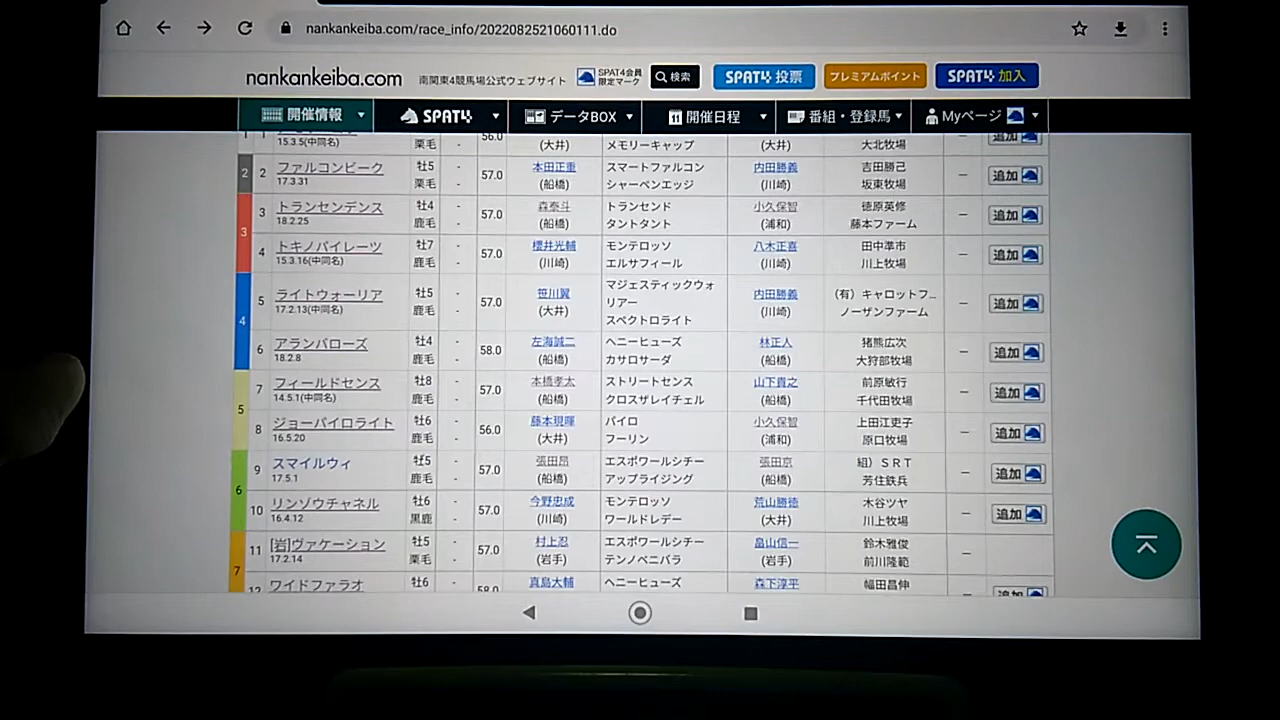 nankankeiba.com/race_info/2022082521060111.do
nankankeiba.com 南関東4競馬場公式ウェブサイト SPAT4会員 限定マーク 検索 SPAT4 投票 プレミアムポイント SPAT4 加入
開催情報 SPAT4 データBOX 開催日程 番組・登録馬 Myページ
15.3.5(中同名) 栗毛 - 56.0 (大井) メモリーキャップ (大井) 大北牧場 追加
2 2 ファルコンビーク 牡5 - 57.0 本田正重 スマートファルコン 内田勝義 吉田勝己 － 追加
17.3.31 栗毛 - (船橋) シャーペンエッジ (川崎) 坂東牧場
3 3 トランセンデンス 牡4 - 57.0 森泰斗 トランセンド 小久保智 徳原英修 － 追加
18.2.25 鹿毛 - (船橋) タントタント (浦和) 藤本ファーム
4 トキノパイレーツ 牡7 - 57.0 櫻井光輔 モンテロッソ 八木正喜 田中準市 － 追加
15.3.16(中同名) 鹿毛 - (川崎) エルサフィール (川崎) 川上牧場
4 5 ライトウォーリア 牡5 - 57.0 笹川翼 マジェスティックウォ 内田勝義 （有）キャロットフ… － 追加
リアー
17.2.13(中同名) 鹿毛 - (大井) スペクトロライト (川崎) ノーザンファーム
6 アランバローズ 牡4 - 58.0 左海誠二 ヘニーヒューズ 林正人 猪熊広次 － 追加
18.2.8 鹿毛 - (船橋) カサロサーダ (船橋) 大狩部牧場
5 7 フィールドセンス 牡8 - 57.0 本橋孝太 ストリートセンス 山下貴之 前原敏行 － 追加
14.5.1(中同名) 鹿毛 - (船橋) クロスザレイチェル (船橋) 千代田牧場
8 ジョーパイロライト 牡6 - 56.0 藤本現暉 パイロ 小久保智 上田江吏子 － 追加
16.5.20 鹿毛 - (大井) フーリン (浦和) 原口牧場
6 9 スマイルウィ 牡5 - 57.0 張田昂 エスポワールシチー 張田京 組）ＳＲＴ － 追加
17.5.1 鹿毛 - (船橋) アップライジング (船橋) 芳住鉄兵
10 リンゾウチャネル 牡6 - 57.0 今野忠成 モンテロッソ 荒山勝徳 木谷ツヤ － 追加
16.4.12 黒鹿 - (川崎) ワールドレデー (大井) 川上牧場
7 11 [岩]ヴァケーション 牡5 - 57.0 村上忍 エスポワールシチー 畠山信一 鈴木雅俊 －
17.2.14 栗毛 - (岩手) テンノベニバラ (岩手) 前川隆範
12 ワイドファラオ 牡6 - 58.0 真島大輔 ヘニーヒューズ 森下淳平 幅田昌伸 － 追加